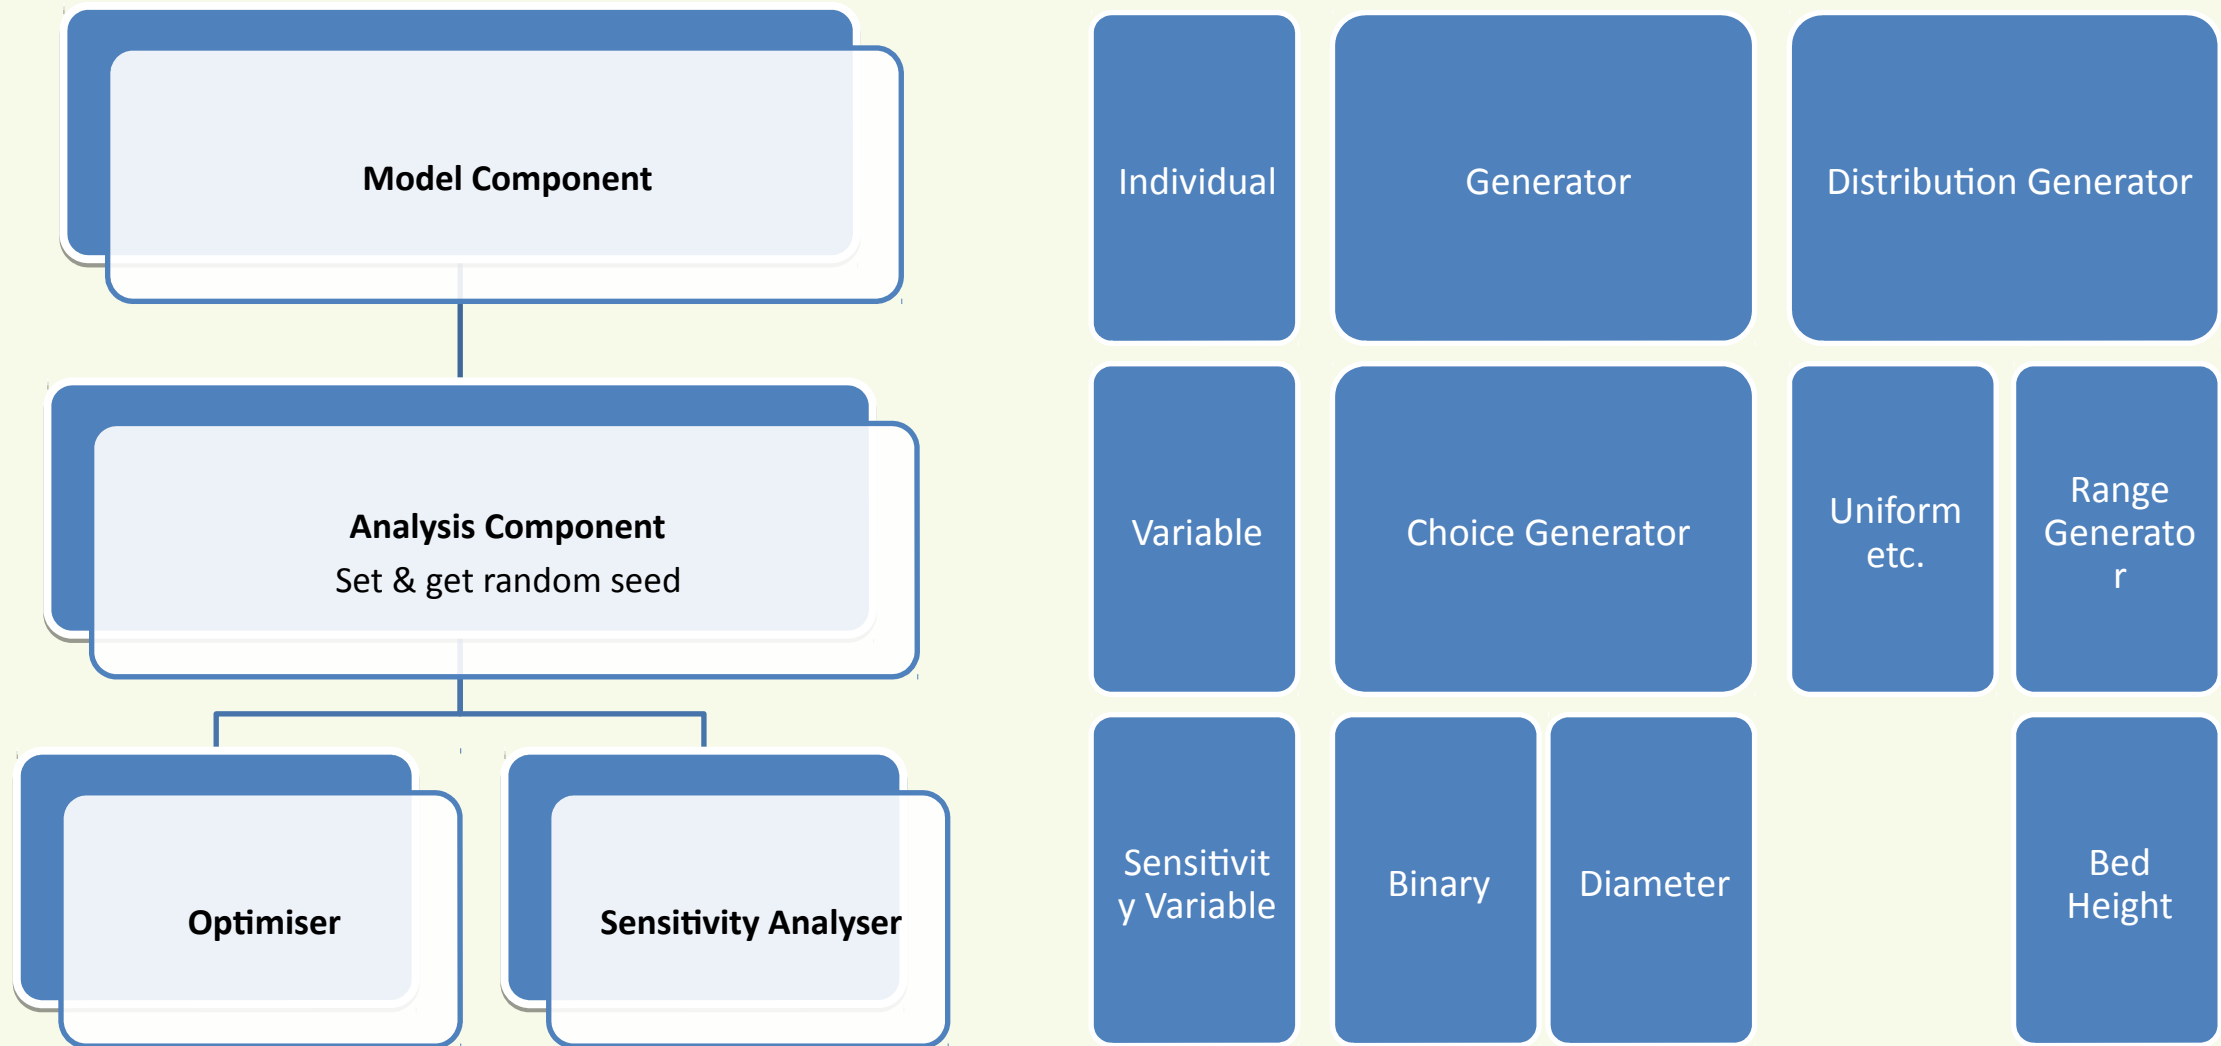 Model Component
Analysis Component
Set & get random seed
Optimiser
Sensitivity Analyser
Individual
Generator
Distribution Generator
Variable
Choice Generator
Uniform
etc.
Range
Generato
r
Sensitivit
y Variable
Binary
Diameter
Bed
Height